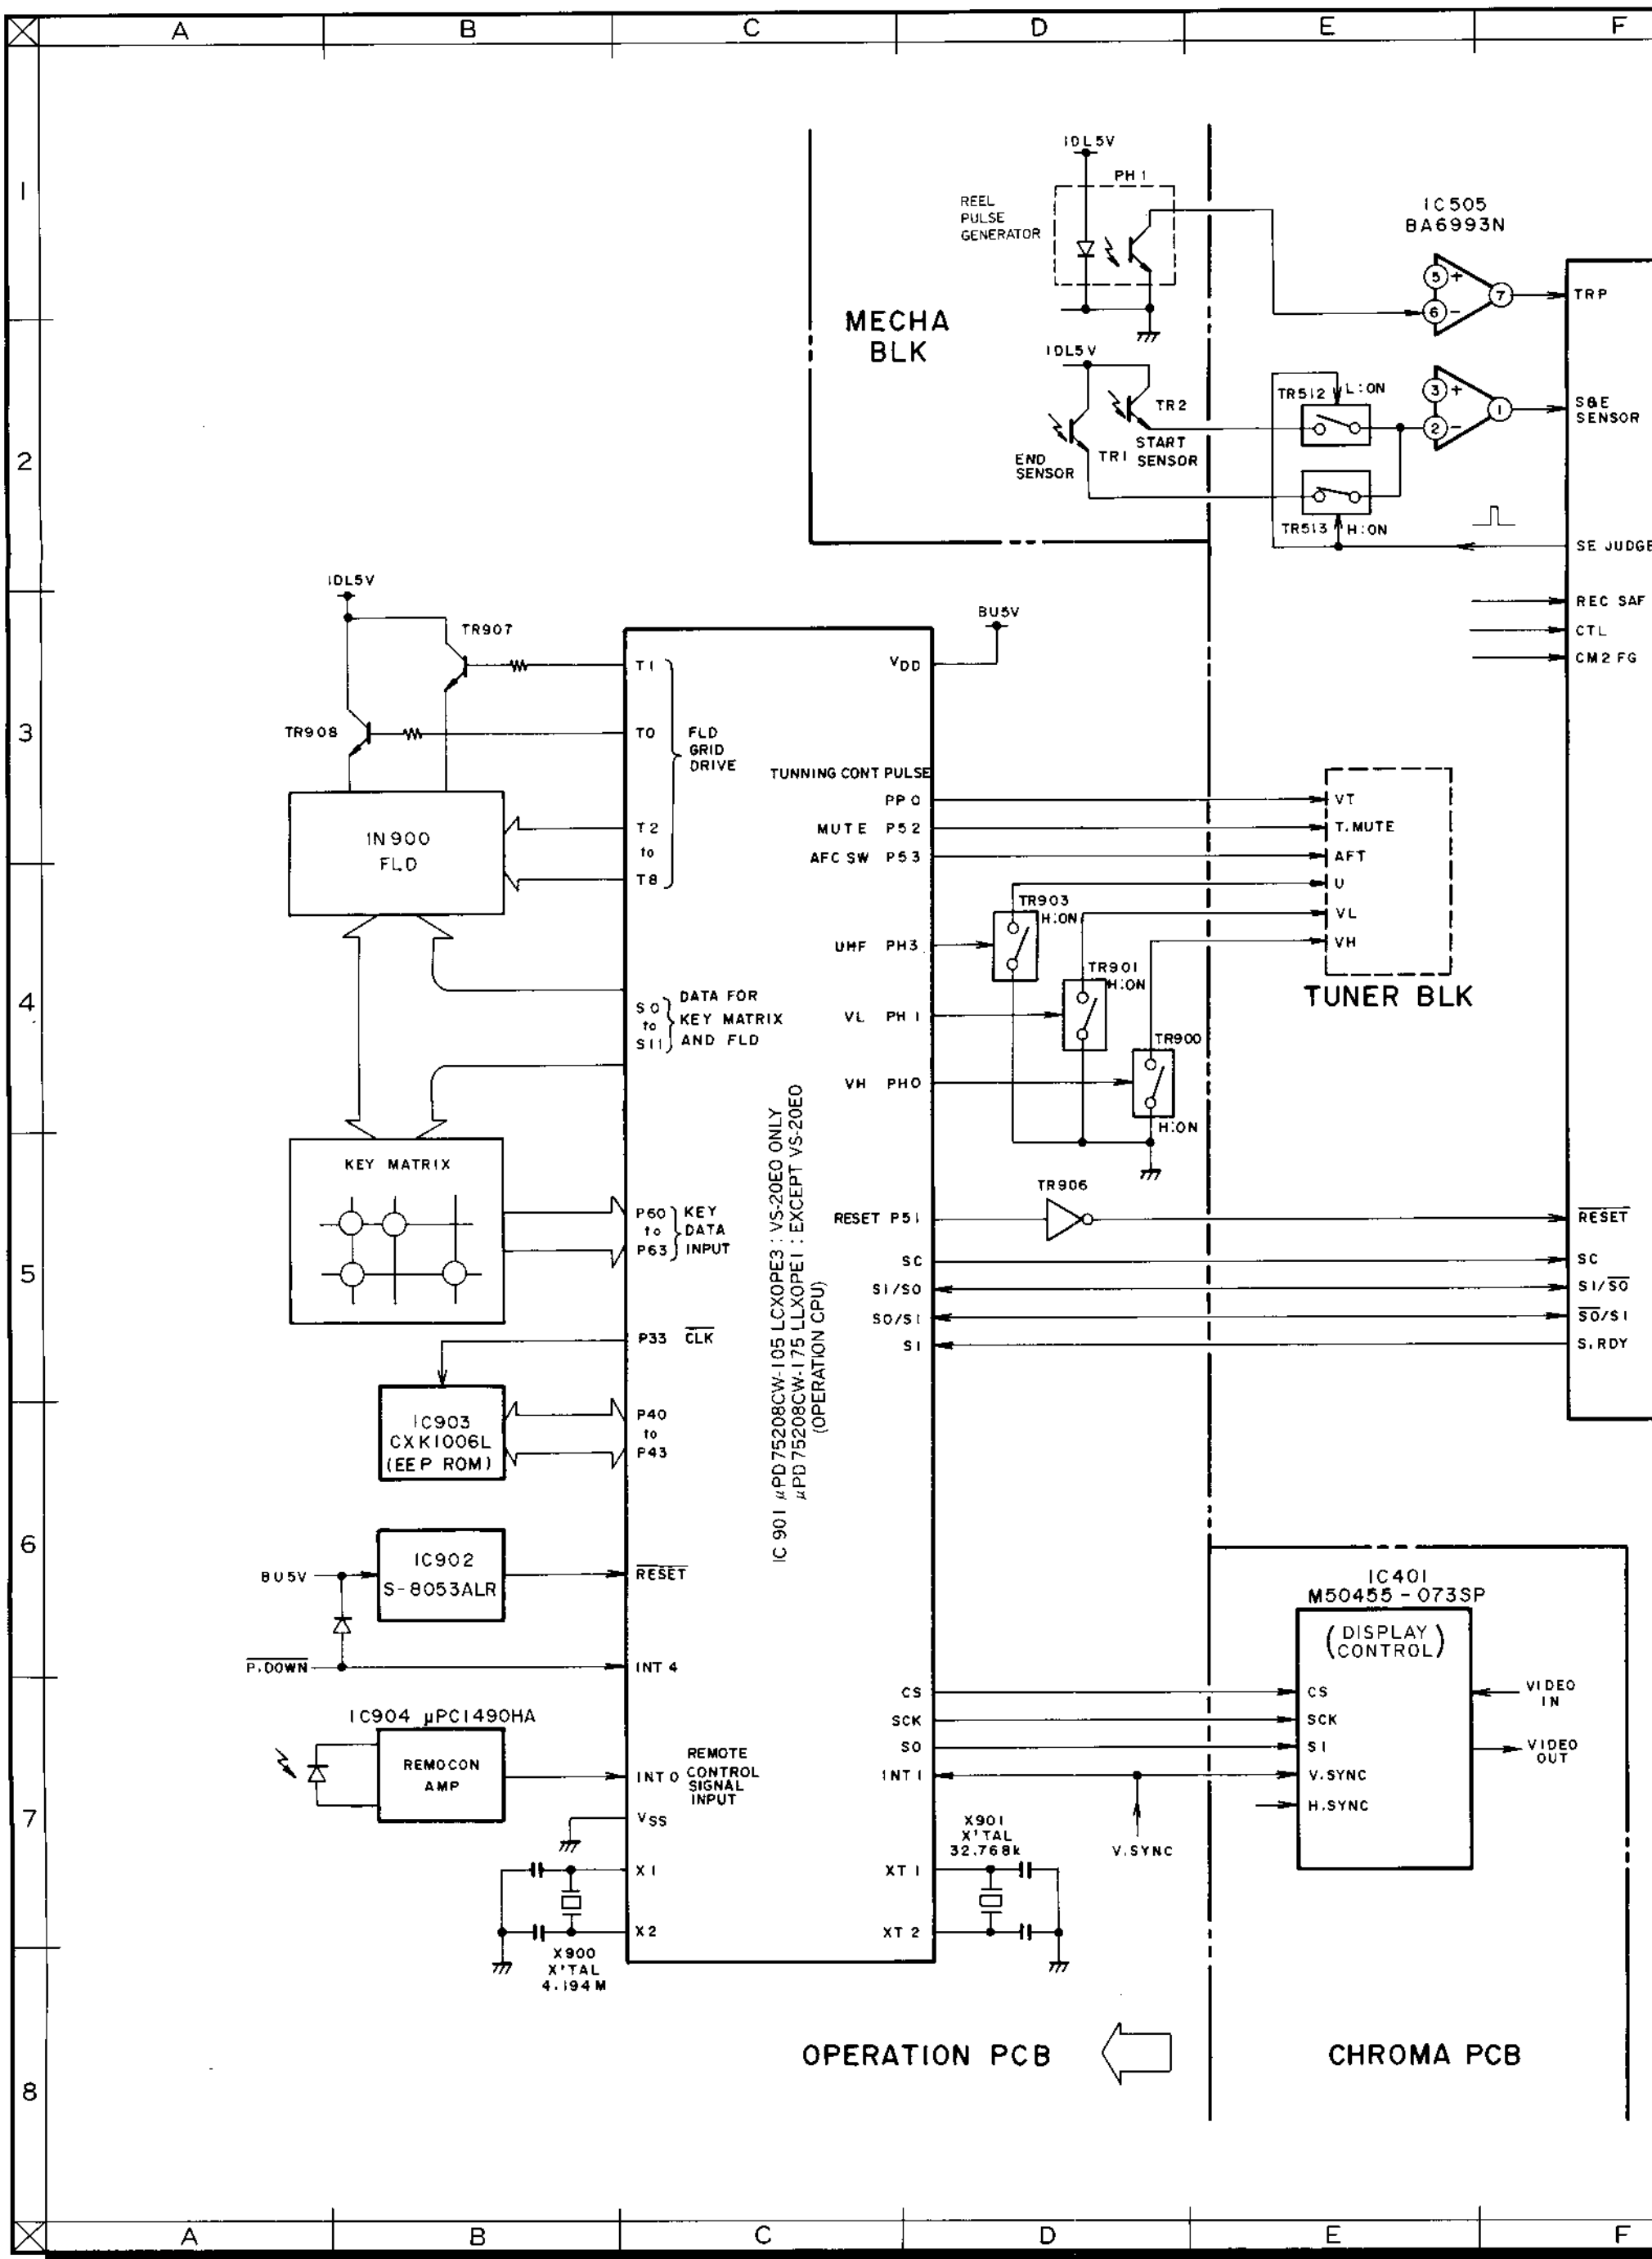 A B C D E F
1
2
3
4
5
6
7
8
IDL5V
PH1
REEL
PULSE
GENERATOR
IC505
BA6993N
5 +
6 -
7
TRP
MECHA
BLK
IDL5V
TR2
START
SENSOR
TR1
END
SENSOR
TR512 L:ON
3 +
2 -
1
S&E
SENSOR
TR513 H:ON
SE JUDGE
REC SAF
CTL
CM2 FG
IDL5V
TR907
TR908
BU5V
T1
VDD
T0
FLD
GRID
DRIVE
TUNNING CONT PULSE
PP0
VT
IN900
FLD
T2
to
T8
MUTE P52
T.MUTE
AFC SW P53
AFT
U
VL
VH
TUNER BLK
TR903
H:ON
UHF PH3
TR901
H:ON
VL PH1
TR900
H:ON
VH PH0
S0
to
S11
DATA FOR
KEY MATRIX
AND FLD
KEY MATRIX
P60
to
P63
KEY
DATA
INPUT
TR906
RESET P51
RESET
SC
SC
SI/SO
SI/SO
SO/SI
SO/SI
SI
S.RDY
IC 901 μPD75208CW-105 LCXOPE3 : VS-20EO ONLY
μPD75208CW-175 LLXOPE1 : EXCEPT VS-20EO
(OPERATION CPU)
P33 CLK
IC903
CXK1006L
(EEP ROM)
P40
to
P43
BU5V
IC902
S-8053ALR
RESET
P.DOWN
INT 4
IC904 μPC1490HA
REMOCON
AMP
INT 0
REMOTE
CONTROL
SIGNAL
INPUT
VSS
X1
X2
X900
X'TAL
4.194M
IC401
M50455-073SP
(DISPLAY
CONTROL)
CS
CS
SCK
SCK
SO
SI
INT1
V.SYNC
H.SYNC
VIDEO
IN
VIDEO
OUT
V.SYNC
X901
X'TAL
32.768k
XT1
XT2
OPERATION PCB
CHROMA PCB
A B C D E F